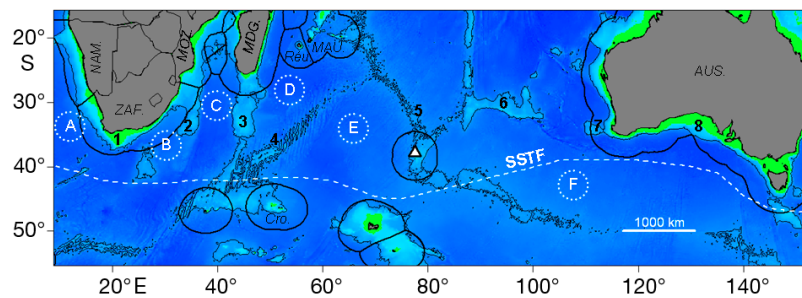 20°
S
30°
40°
50°
NAM.
ZAF.
MOZ.
MDG.
Réu
MAU.
AUS.
A
B
C
D
E
F
1
2
3
4
5
6
7
8
SSTF
Cro.
1000 km
20° E
40°
60°
80°
100°
120°
140°